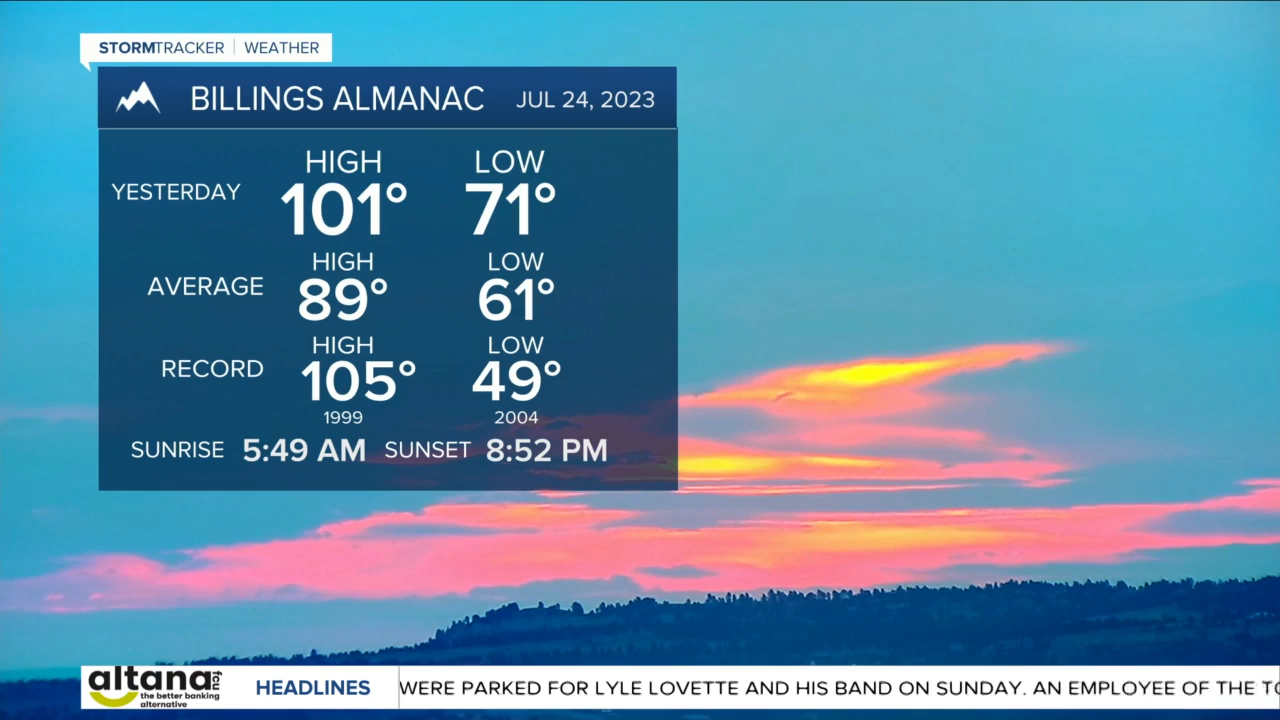 STORMTRACKER | WEATHER
BILLINGS ALMANAC JUL 24, 2023
HIGH LOW
YESTERDAY 101° 71°
HIGH LOW
AVERAGE 89° 61°
HIGH LOW
RECORD 105° 49°
1999 2004
SUNRISE 5:49 AM SUNSET 8:52 PM
altana fcu
the better banking
alternative
HEADLINES
WERE PARKED FOR LYLE LOVETTE AND HIS BAND ON SUNDAY. AN EMPLOYEE OF THE